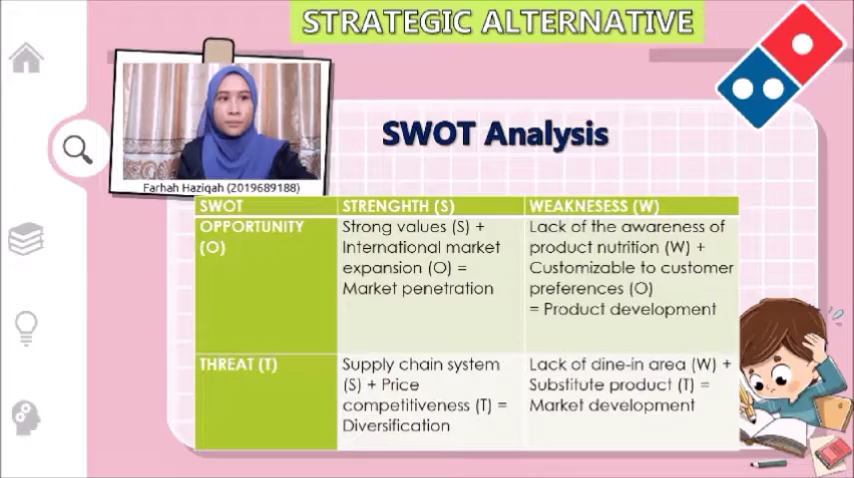 STRATEGIC ALTERNATIVE
SWOT Analysis
Farhah Haziqah (2019689188)
SWOT
STRENGHTH (S)
WEAKNESESS (W)
OPPORTUNITY
(O)
Strong values (S) +
International market
expansion (O) =
Market penetration
Lack of the awareness of
product nutrition (W) +
Customizable to customer
preferences (O)
= Product development
THREAT (T)
Supply chain system
(S) + Price
competitiveness (T) =
Diversification
Lack of dine-in area (W) +
Substitute product (T) =
Market development